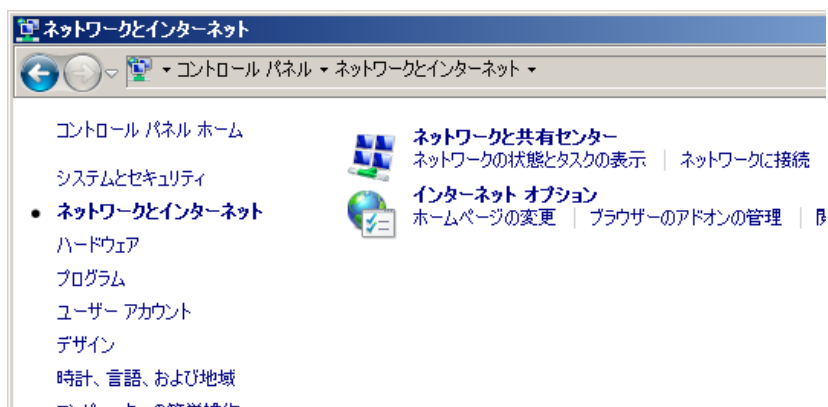 ネットワークとインターネット
コントロール パネル ネットワークとインターネット
コントロール パネル ホーム
システムとセキュリティ
ネットワークとインターネット
ハードウェア
プログラム
ユーザー アカウント
デザイン
時計、言語、および地域
ネットワークと共有センター
ネットワークの状態とタスクの表示 ネットワークに接続
インターネット オプション
ホームページの変更 ブラウザーのアドオンの管理